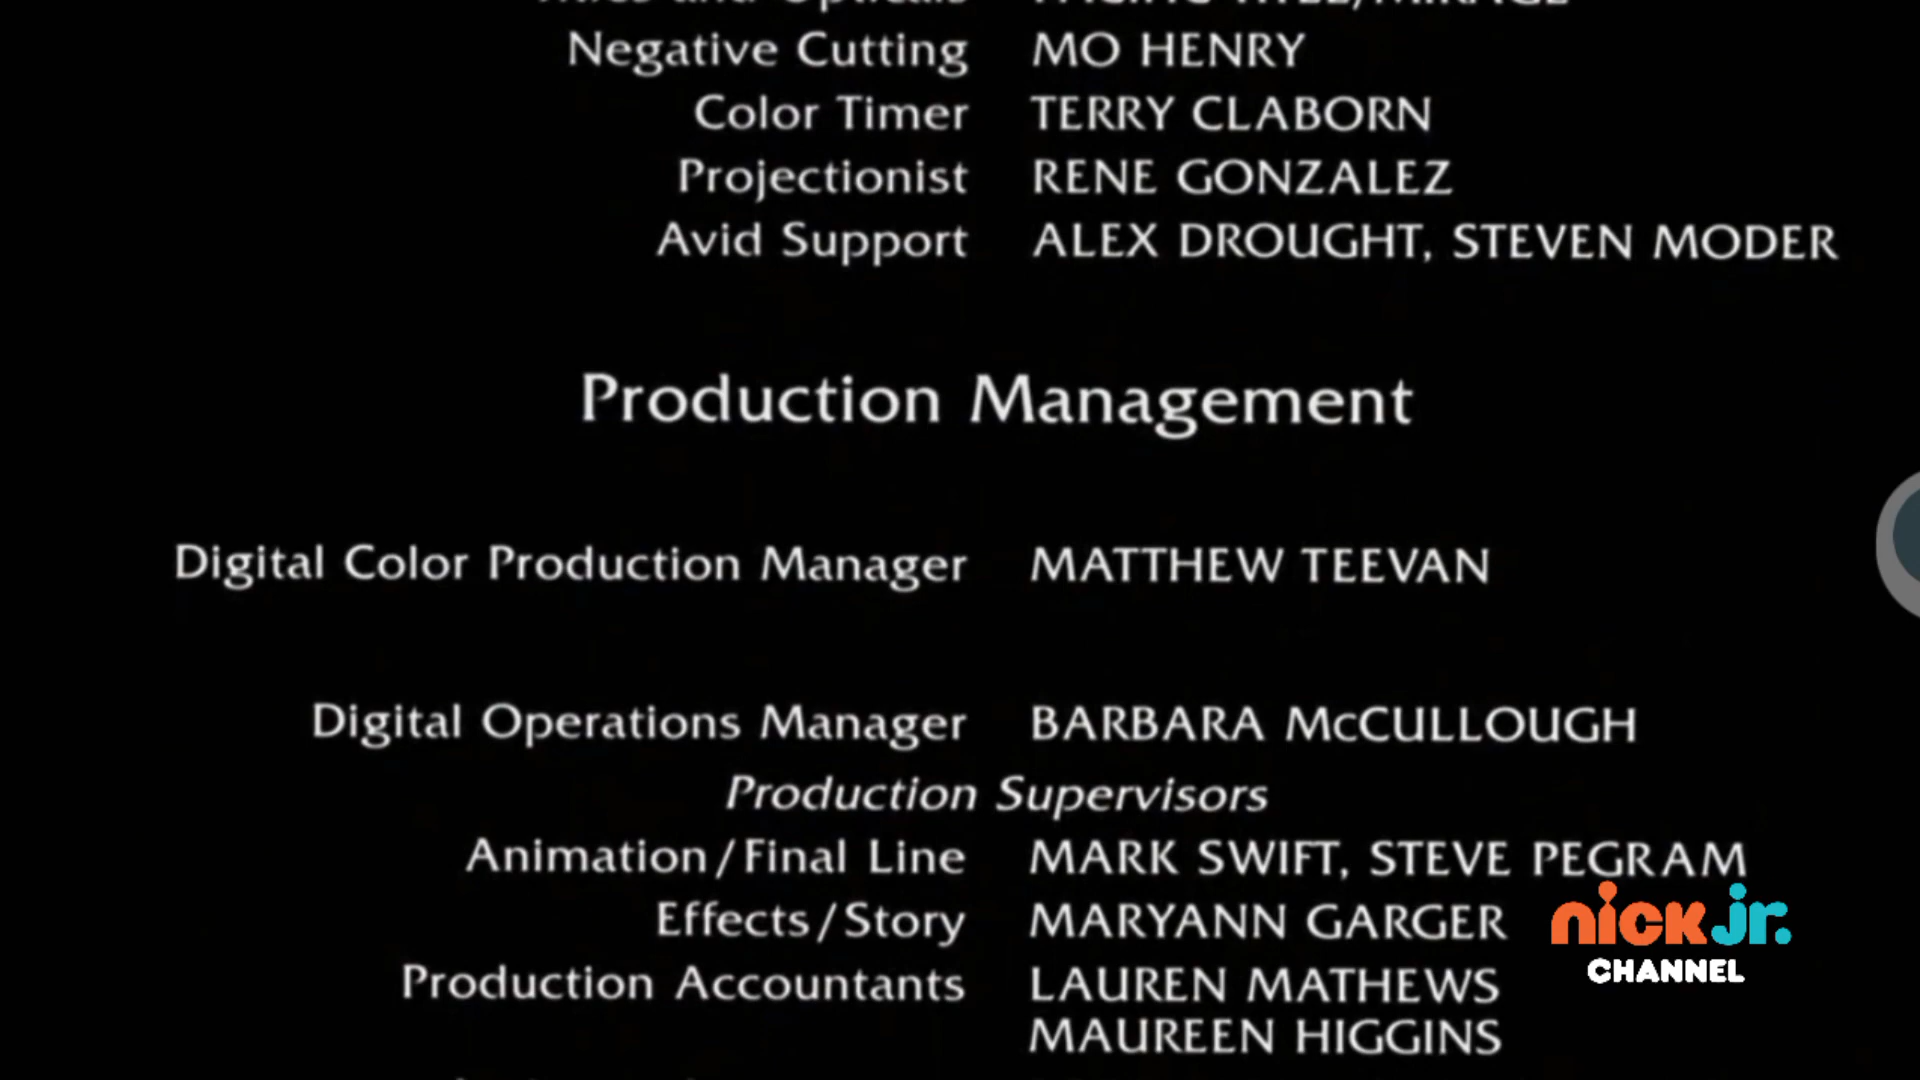 Negative Cutting MO HENRY
Color Timer TERRY CLABORN
Projectionist RENE GONZALEZ
Avid Support ALEX DROUGHT, STEVEN MODER
Production Management
Digital Color Production Manager MATTHEW TEEVAN
Digital Operations Manager BARBARA McCULLOUGH
Production Supervisors
Animation/Final Line MARK SWIFT, STEVE PEGRAM
Effects/Story MARYANN GARGER
Production Accountants LAUREN MATHEWS
MAUREEN HIGGINS
nick jr.
CHANNEL